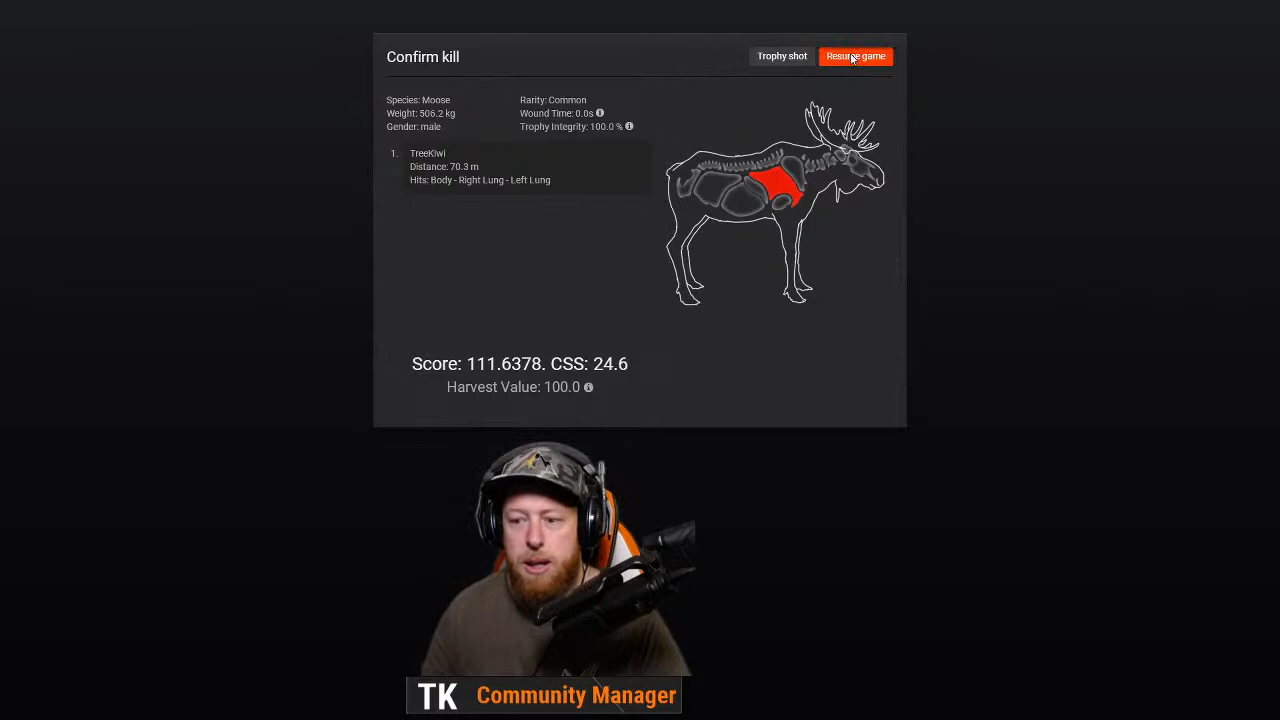 Confirm kill
Trophy shot
Resume game
Species: Moose
Weight: 506.2 kg
Gender: male
Rarity: Common
Wound Time: 0.0s
Trophy Integrity: 100.0 %
1. TreeKiwi
Distance: 70.3 m
Hits: Body - Right Lung - Left Lung
Score: 111.6378. CSS: 24.6
Harvest Value: 100.0
TK Community Manager